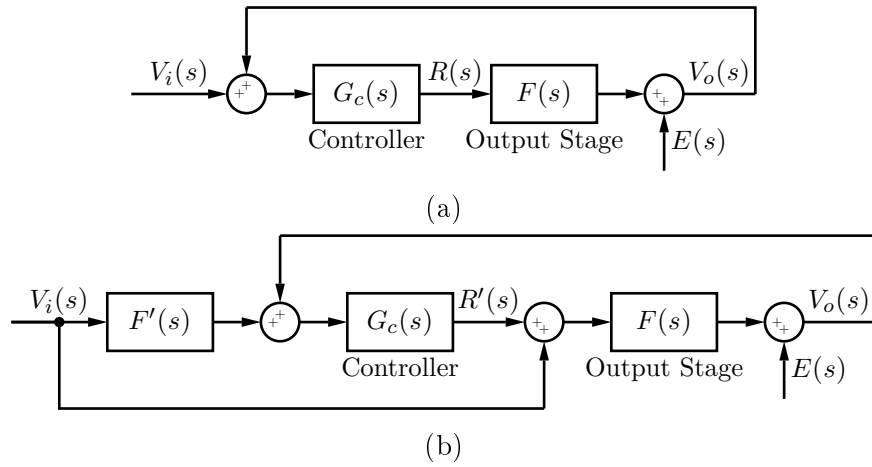 V_i(s) + + G_c(s) R(s) F(s) + + V_o(s)
Controller Output Stage E(s)
(a)
V_i(s) F'(s) + + G_c(s) R'(s) + + F(s) + + V_o(s)
Controller Output Stage E(s)
(b)